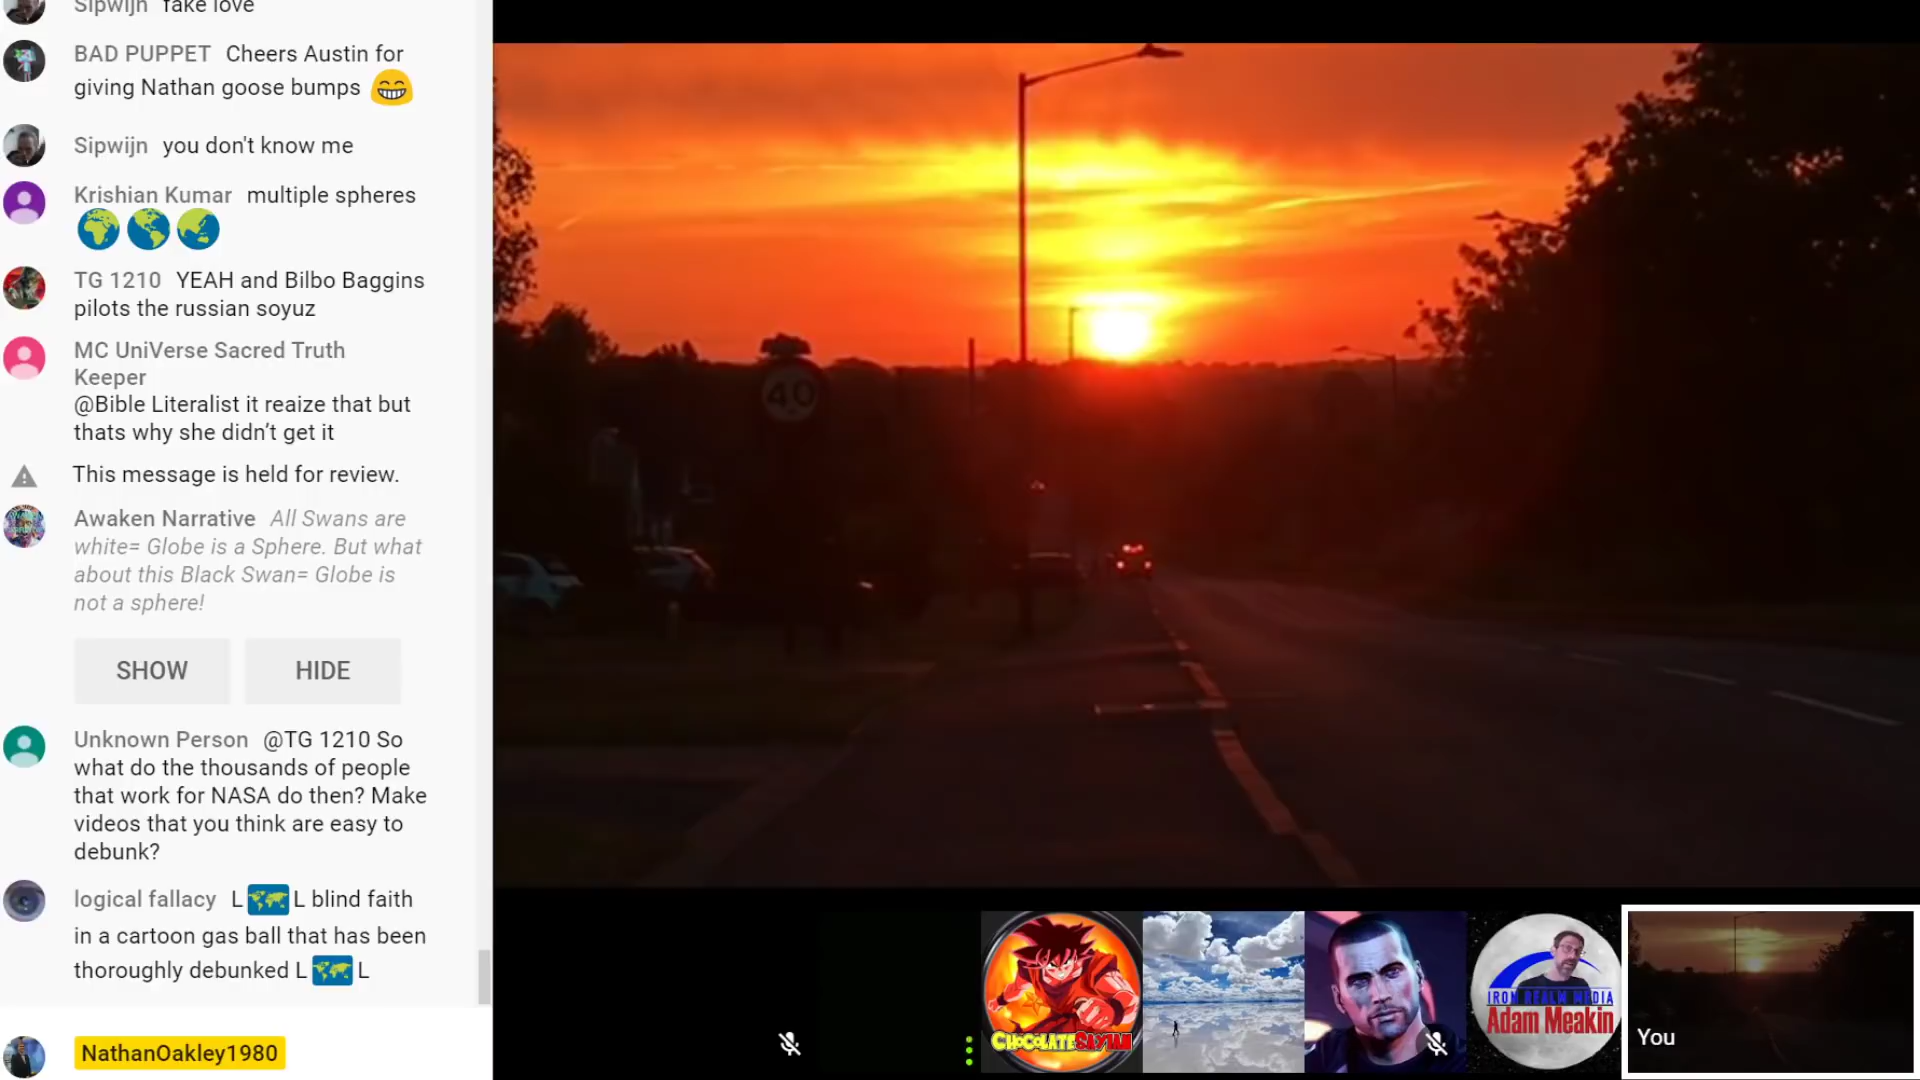 Sipwijn fake love
BAD PUPPET Cheers Austin for
giving Nathan goose bumps
Sipwijn you don't know me
Krishian Kumar multiple spheres
TG 1210 YEAH and Bilbo Baggins
pilots the russian soyuz
MC UniVerse Sacred Truth
Keeper
@Bible Literalist it reaize that but
thats why she didn’t get it
This message is held for review.
Awaken Narrative All Swans are
white= Globe is a Sphere. But what
about this Black Swan= Globe is
not a sphere!
SHOW HIDE
Unknown Person @TG 1210 So
what do the thousands of people
that work for NASA do then? Make
videos that you think are easy to
debunk?
logical fallacy L L blind faith
in a cartoon gas ball that has been
thoroughly debunked L L
NathanOakley1980
40
CHOCOLATESAYIAN
IRON REALM MEDIA
Adam Meakin
You